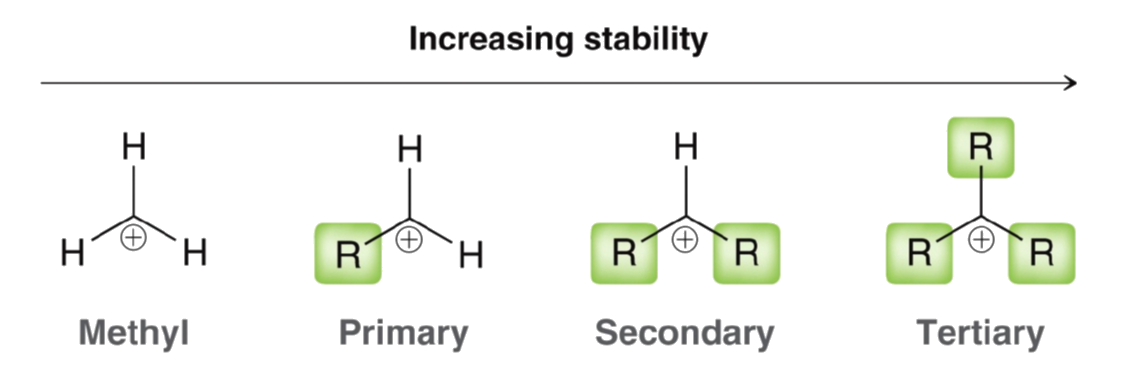 Increasing stability
H H H R
H ⊕ H R ⊕ H R ⊕ R R ⊕ R
Methyl Primary Secondary Tertiary